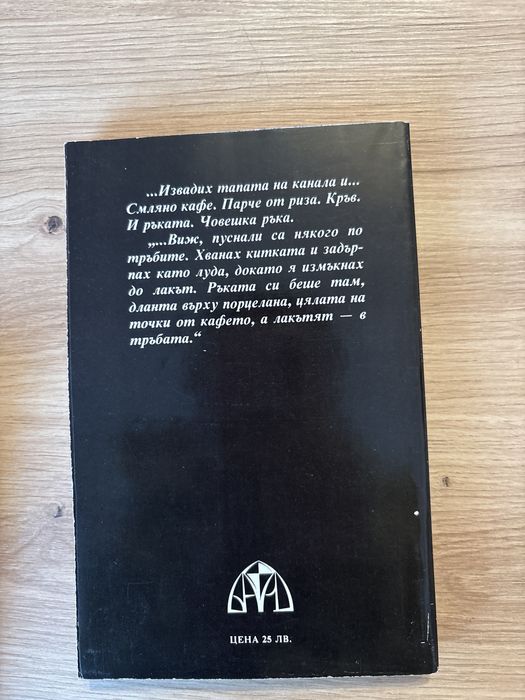 ...Извадих тапата на канала и...
Смляно кафе. Парче от риза. Кръв.
И ръката. Човешка ръка.
„...Виж, пуснали са някого по
тръбите. Хванах китката и задър-
пах като луда, докато я измъкнах
до лакът. Ръката си беше там,
дланта върху порцелана, цялата на
точки от кафето, а лакътят — в
тръбата.“
ЦЕНА 25 ЛВ.